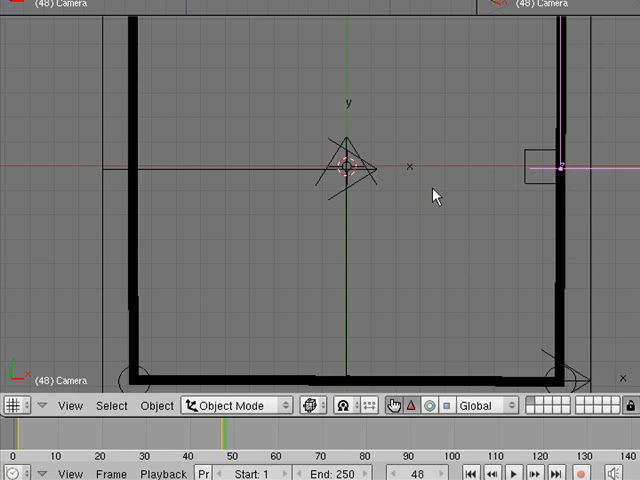 (48) Camera
(48) Camera
y
x
z
x
(48) Camera
View Select Object Object Mode Global
0 10 20 30 40 50 60 70 80 90 100 110 120 130 140
View Frame Playback Pr Start: 1 End: 250 48